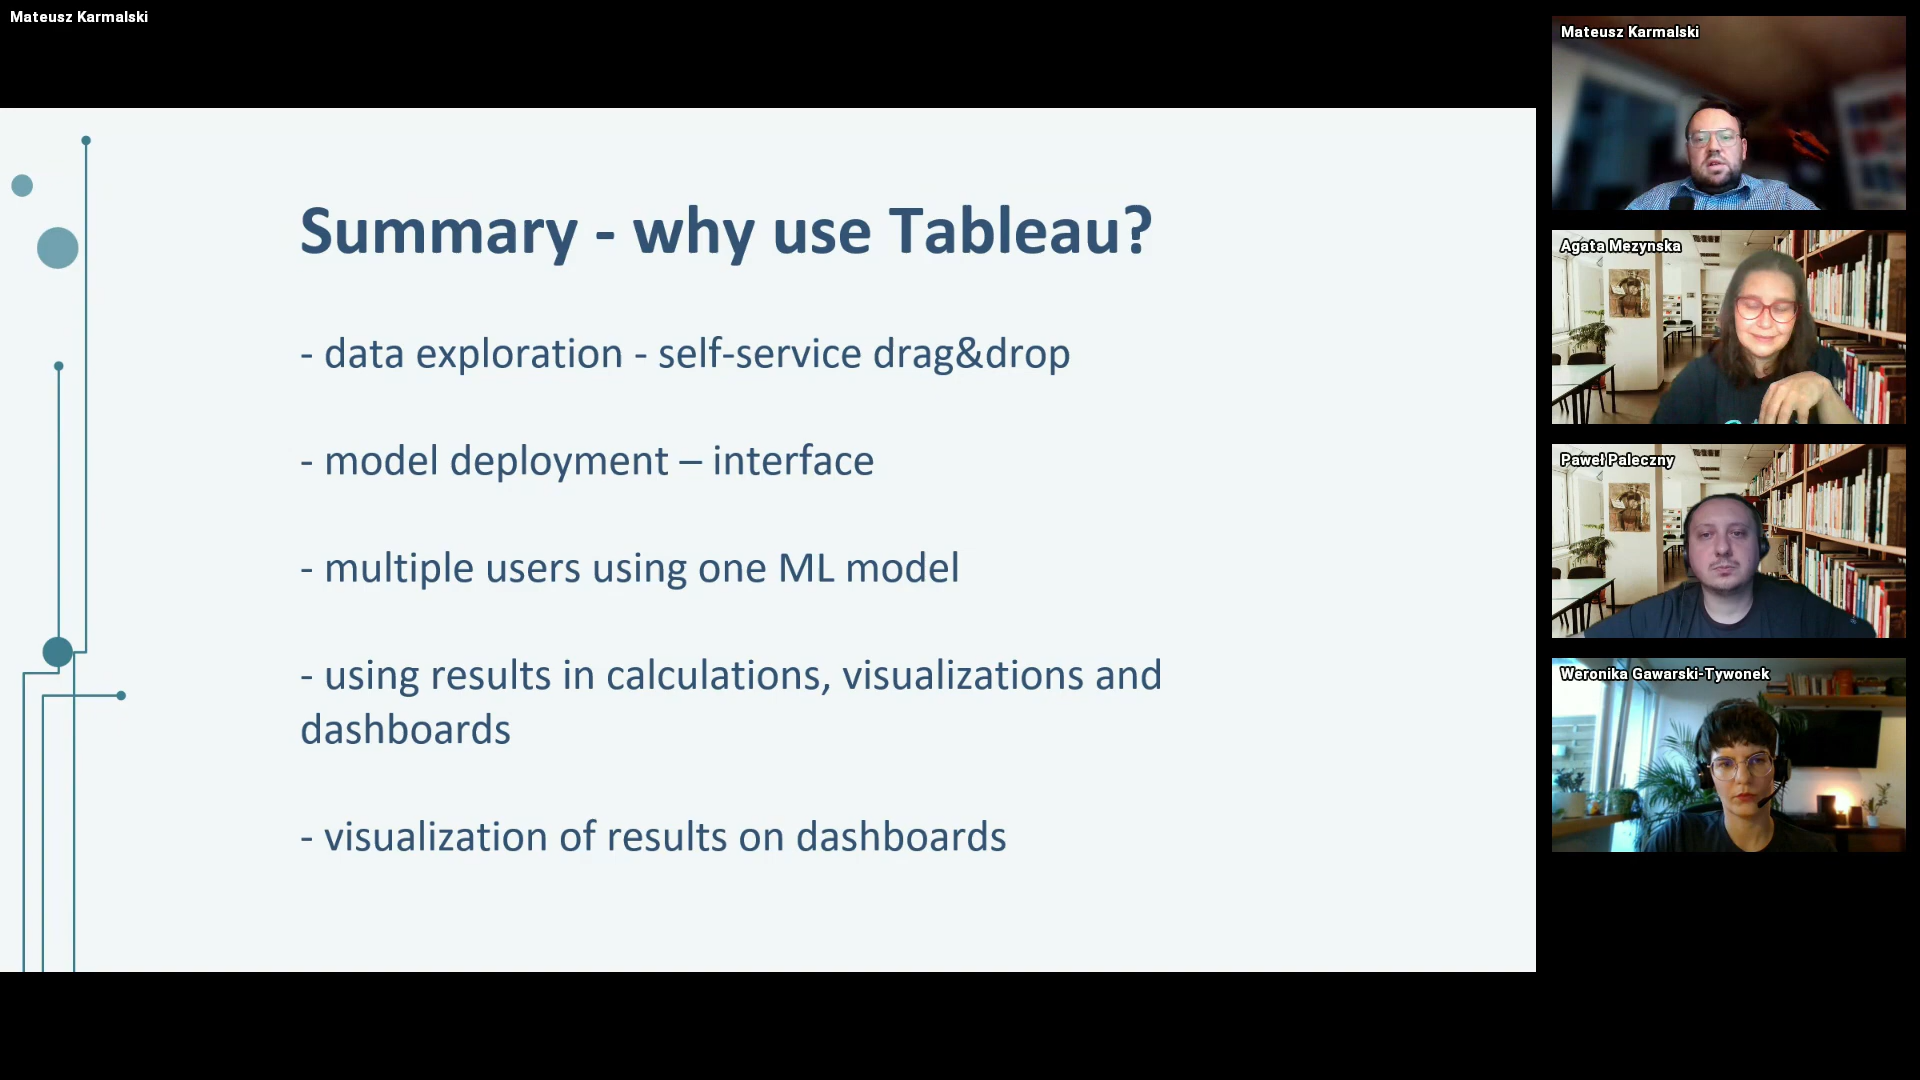 Mateusz Karmalski
Summary - why use Tableau?
- data exploration - self-service drag&drop
- model deployment – interface
- multiple users using one ML model
- using results in calculations, visualizations and
dashboards
- visualization of results on dashboards
Mateusz Karmalski
Agata Mezynska
Paweł Paleczny
Weronika Gawarski-Tywonek